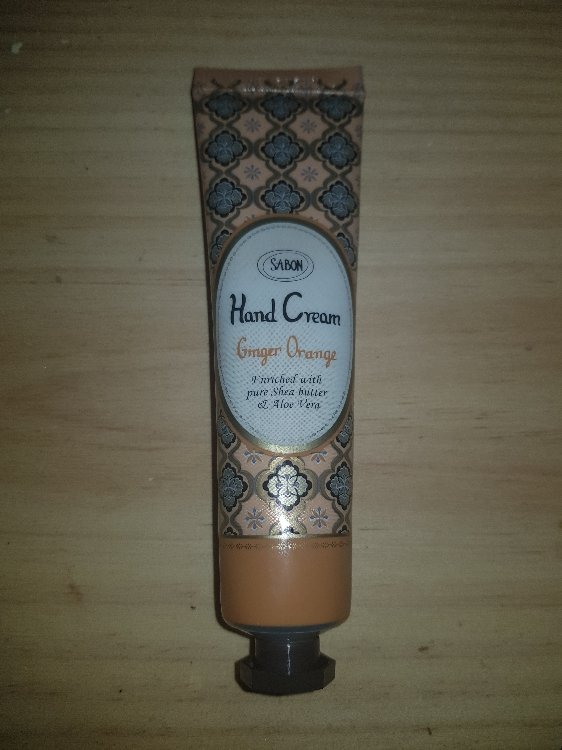 SABON
Hand Cream
Ginger Orange
Enriched with
pure Shea butter
& Aloe Vera